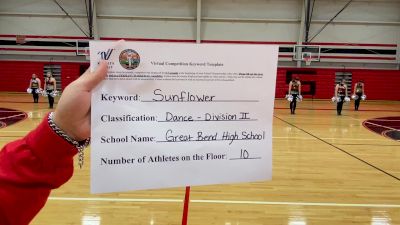 Virtual Competition Keyword Template
Keyword: Sunflower
Classification: Dance - Division II
School Name: Great Bend High School
Number of Athletes on the Floor: 10